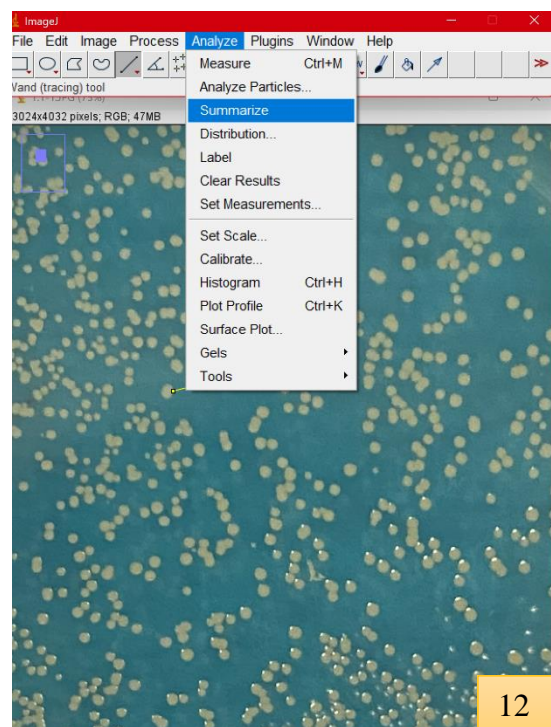 ImageJ
File Edit Image Process Analyze Plugins Window Help
Wand (tracing) tool
3024x4032 pixels; RGB; 47MB
Measure Ctrl+M
Analyze Particles...
Summarize
Distribution...
Label
Clear Results
Set Measurements...
Set Scale...
Calibrate...
Histogram Ctrl+H
Plot Profile Ctrl+K
Surface Plot...
Gels
Tools
12